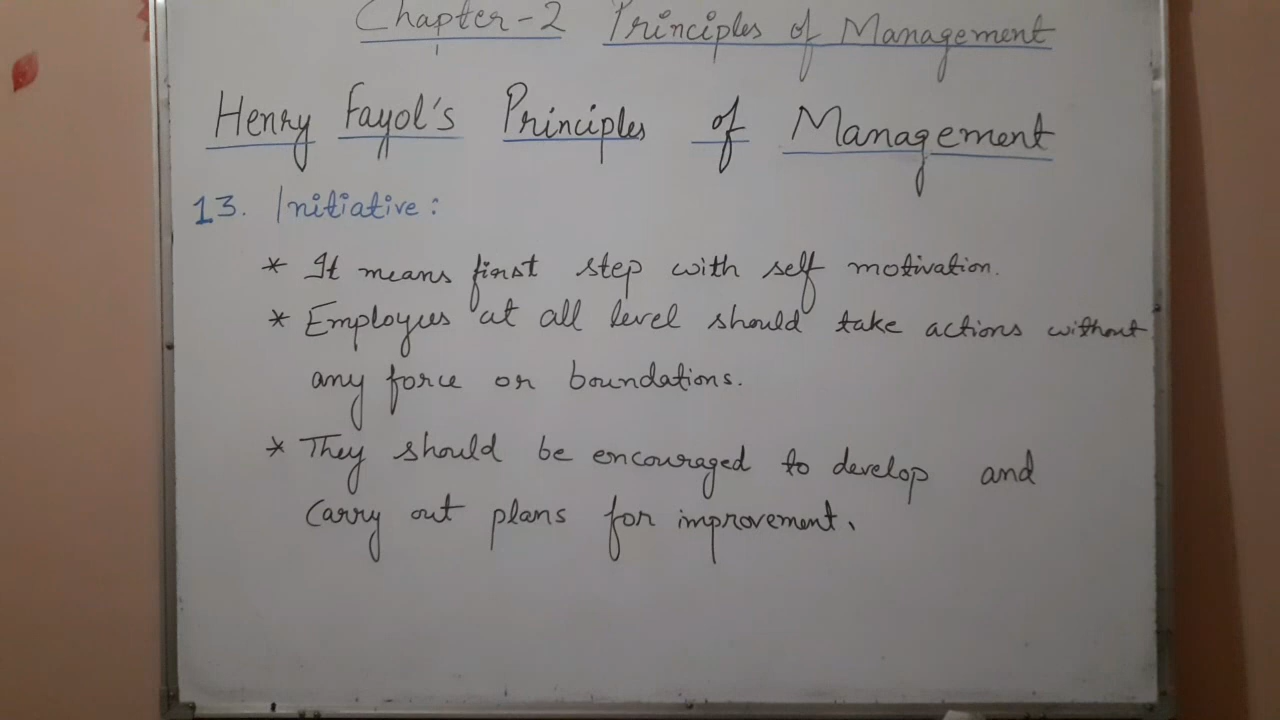 Chapter-2 Principles of Management
Henry Fayol's Principles of Management
13. Initiative:
* It means first step with self motivation.
* Employees at all level should take actions without
any force or boundations.
* They should be encouraged to develop and
carry out plans for improvement.